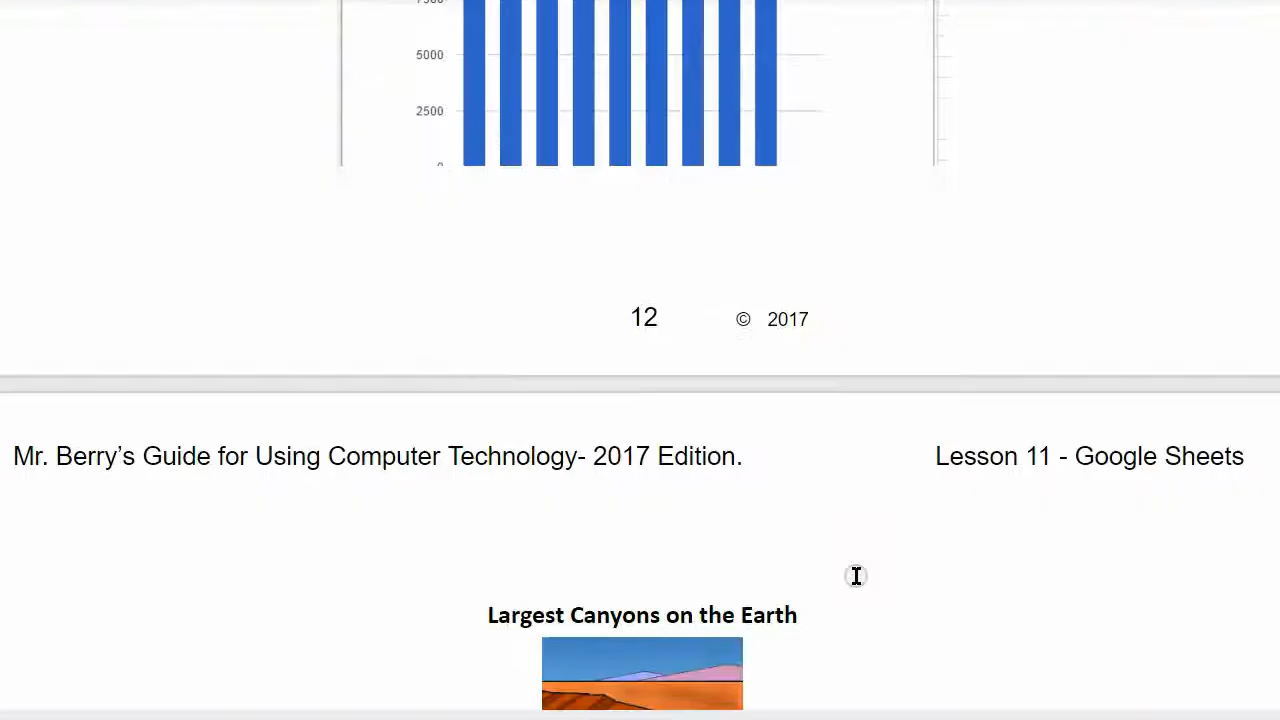 5000
2500
12 © 2017
Mr. Berry’s Guide for Using Computer Technology- 2017 Edition. Lesson 11 - Google Sheets
Largest Canyons on the Earth